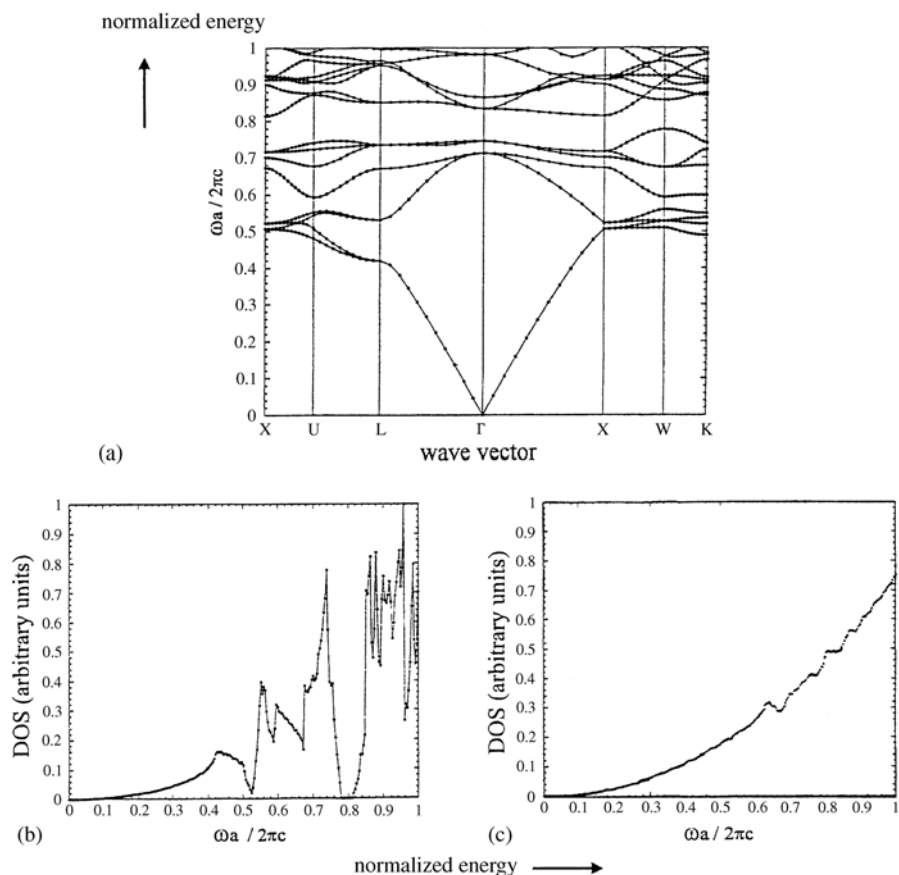 normalized energy
1
0.9
0.8
0.7
0.6
0.5
0.4
0.3
0.2
0.1
0
ωa / 2πc
X U L Γ X W K
wave vector
(a)
1
0.9
0.8
0.7
0.6
0.5
0.4
0.3
0.2
0.1
0
DOS (arbitrary units)
0 0.1 0.2 0.3 0.4 0.5 0.6 0.7 0.8 0.9 1
(b)
ωa / 2πc
1
0.9
0.8
0.7
0.6
0.5
0.4
0.3
0.2
0.1
0
DOS (arbitrary units)
0 0.1 0.2 0.3 0.4 0.5 0.6 0.7 0.8 0.9 1
(c)
ωa / 2πc
normalized energy